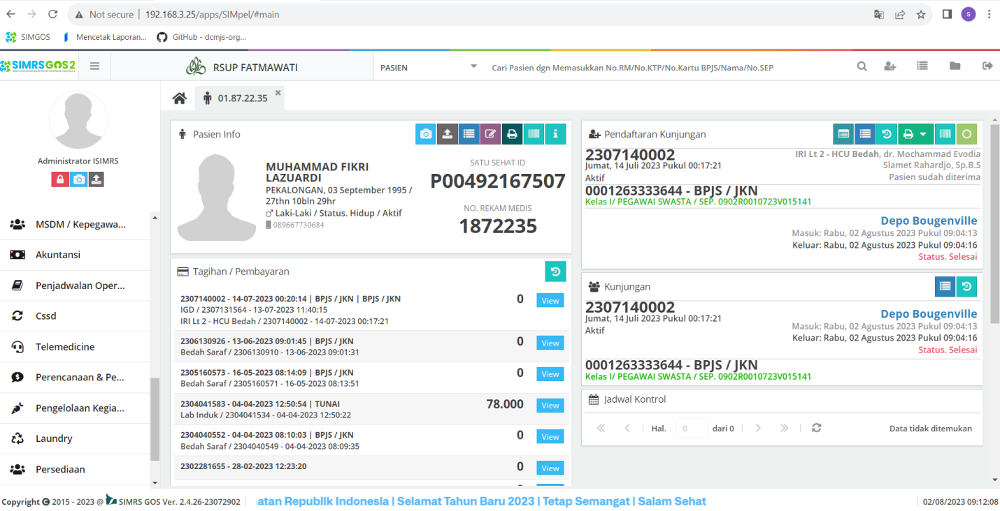 Not secure | 192.168.3.25/apps/SIMpel/#main
S
SIMGOS
Mencetak Laporan...
GitHub - dcmjs-org...
SIMRSGOS2
RSUP FATMAWATI
PASIEN
Cari Pasien dgn Memasukkan No.RM/No.KTP/No.Kartu BPJS/Nama/No.SEP
Administrator ISIMRS
MSDM / Kepegawa...
Akuntansi
Penjadwalan Oper...
Cssd
Telemedicine
Perencanaan & Pe...
Pengelolaan Kegia...
Laundry
Persediaan
01.87.22.35
Pasien Info
MUHAMMAD FIKRI
LAZUARDI
PEKALONGAN, 03 September 1995 /
27thn 10bln 29hr
Laki-Laki / Status. Hidup / Aktif
089667730684
SATU SEHAT ID
P00492167507
NO. REKAM MEDIS
1872235
Tagihan / Pembayaran
2307140002 - 14-07-2023 00:20:14 | BPJS / JKN | BPJS / JKN
IGD / 2307131564 - 13-07-2023 11:40:15
IRI Lt 2 - HCU Bedah / 2307140002 - 14-07-2023 00:17:21
0 View
2306130926 - 13-06-2023 09:01:45 | BPJS / JKN
Bedah Saraf / 2306130910 - 13-06-2023 09:01:31
0 View
2305160573 - 16-05-2023 08:14:09 | BPJS / JKN
Bedah Saraf / 2305160571 - 16-05-2023 08:13:51
0 View
2304041583 - 04-04-2023 12:50:54 | TUNAI
Lab Induk / 2304041534 - 04-04-2023 12:50:22
78.000 View
2304040552 - 04-04-2023 08:10:03 | BPJS / JKN
Bedah Saraf / 2304040549 - 04-04-2023 08:09:35
0 View
2302281655 - 28-02-2023 12:23:20
0 View
Pendaftaran Kunjungan
2307140002
Jumat, 14 Juli 2023 Pukul 00:17:21
Aktif
IRI Lt 2 - HCU Bedah, dr. Mochammad Evodia
Slamet Rahardjo, Sp.B.S
Pasien sudah diterima
0001263333644 - BPJS / JKN
Kelas I/ PEGAWAI SWASTA / SEP. 0902R0010723V015141
Depo Bougenville
Masuk: Rabu, 02 Agustus 2023 Pukul 09:04:13
Keluar: Rabu, 02 Agustus 2023 Pukul 09:04:16
Status. Selesai
Kunjungan
2307140002
Jumat, 14 Juli 2023 Pukul 00:17:21
Aktif
Depo Bougenville
Masuk: Rabu, 02 Agustus 2023 Pukul 09:04:13
Keluar: Rabu, 02 Agustus 2023 Pukul 09:04:16
Status. Selesai
0001263333644 - BPJS / JKN
Kelas I/ PEGAWAI SWASTA / SEP. 0902R0010723V015141
Jadwal Kontrol
Hal. 0 dari 0
Data tidak ditemukan
Copyright © 2015 - 2023 @ SIMRS GOS Ver. 2.4.26-23072902
atan Republik Indonesia | Selamat Tahun Baru 2023 | Tetap Semangat | Salam Sehat
02/08/2023 09:12:08